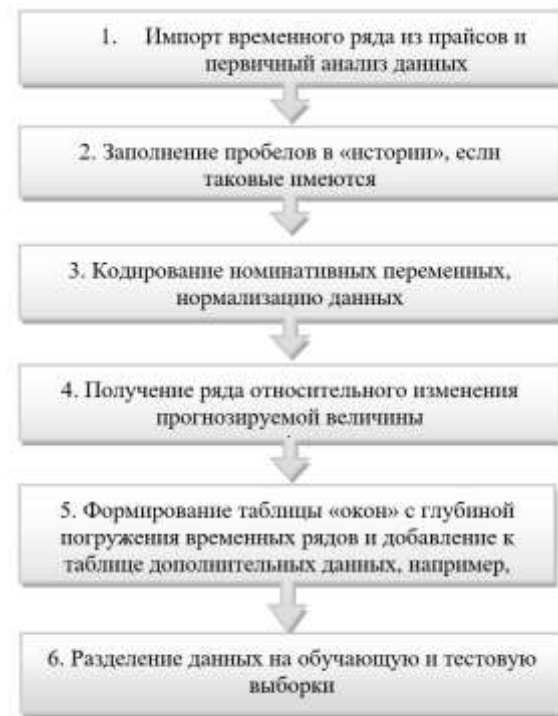 1. Импорт временного ряда из прайсов и
первичный анализ данных
2. Заполнение пробелов в «истории», если
таковые имеются
3. Кодирование номинативных переменных,
нормализацию данных
4. Получение ряда относительного изменения
прогнозируемой величины
5. Формирование таблицы «окон» с глубиной
погружения временных рядов и добавление к
таблице дополнительных данных, например,
6. Разделение данных на обучающую и тестовую
выборки